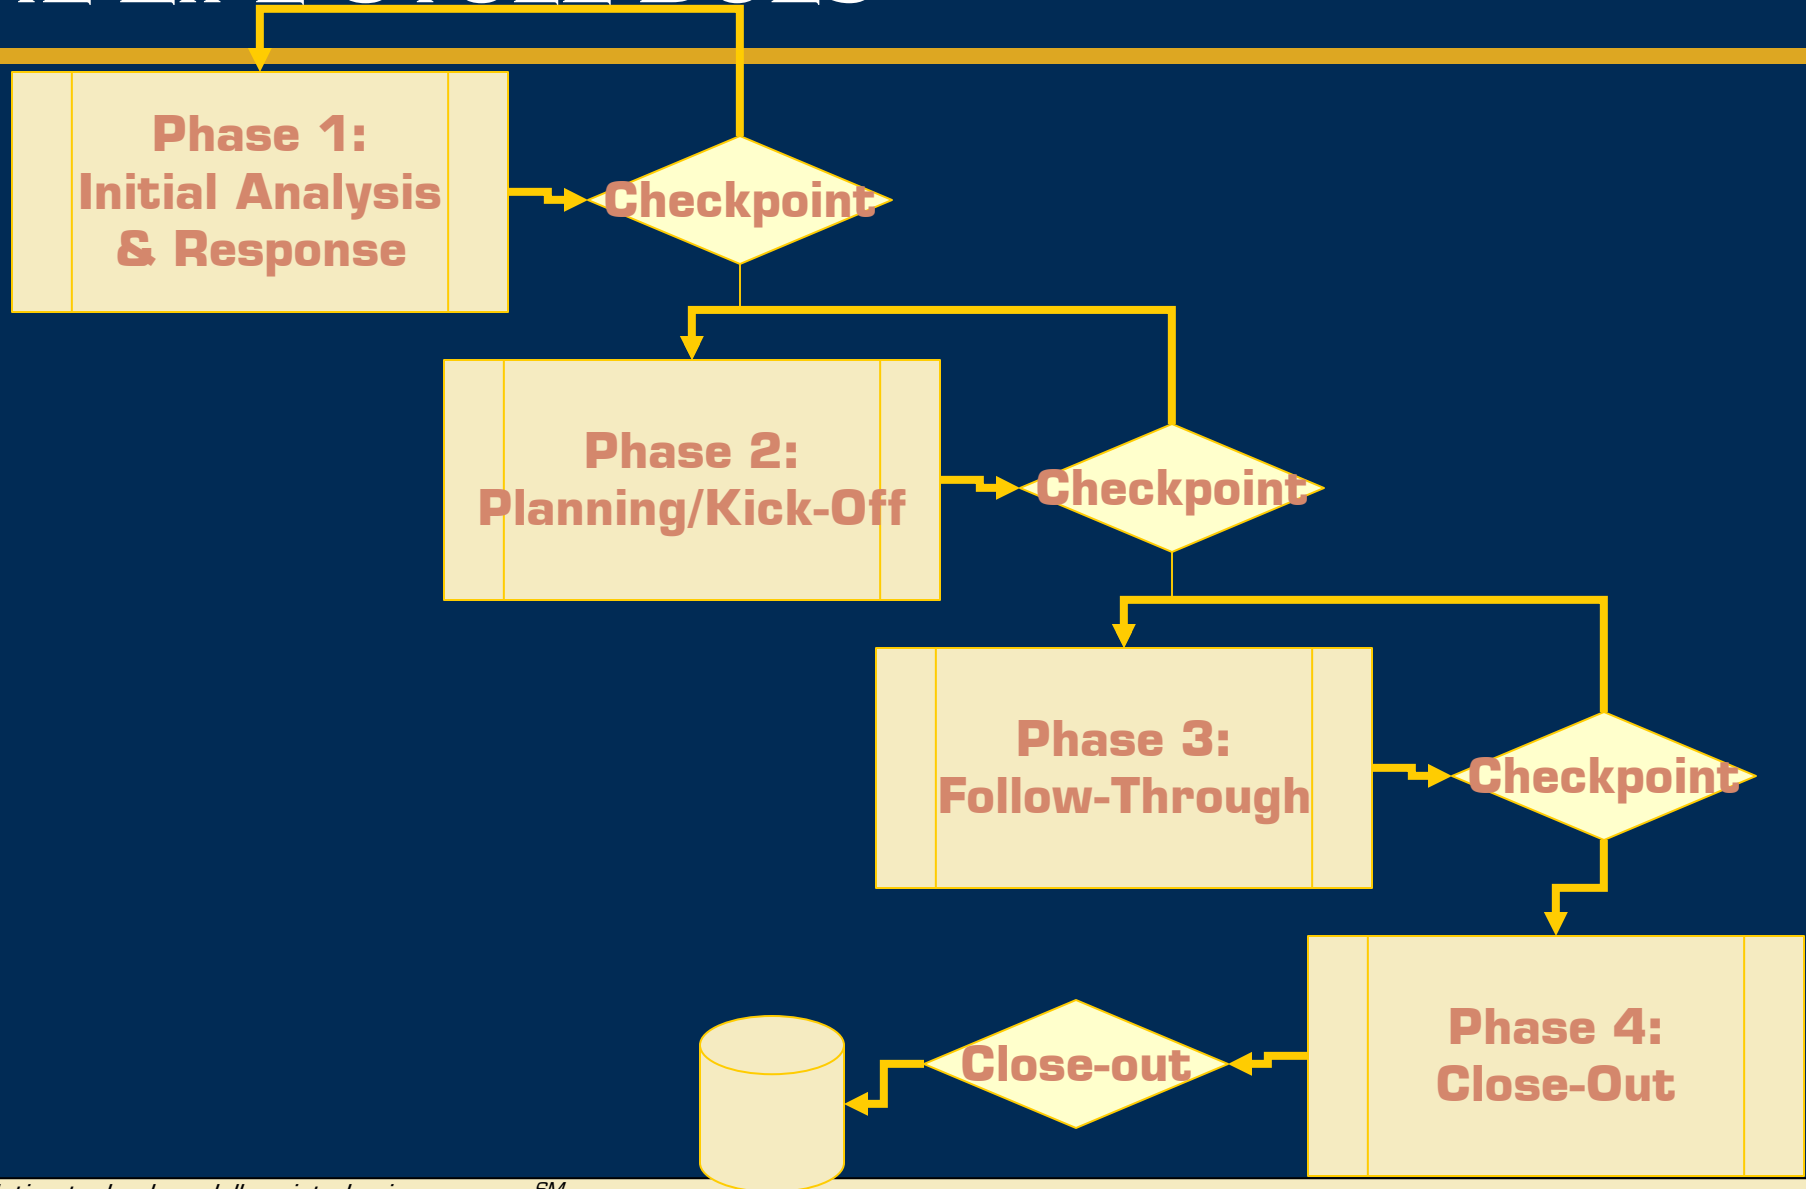 Phase 1:
Initial Analysis
& Response
Checkpoint
Phase 2:
Planning/Kick-Off
Checkpoint
Phase 3:
Follow-Through
Checkpoint
Phase 4:
Close-Out
Close-out
SM